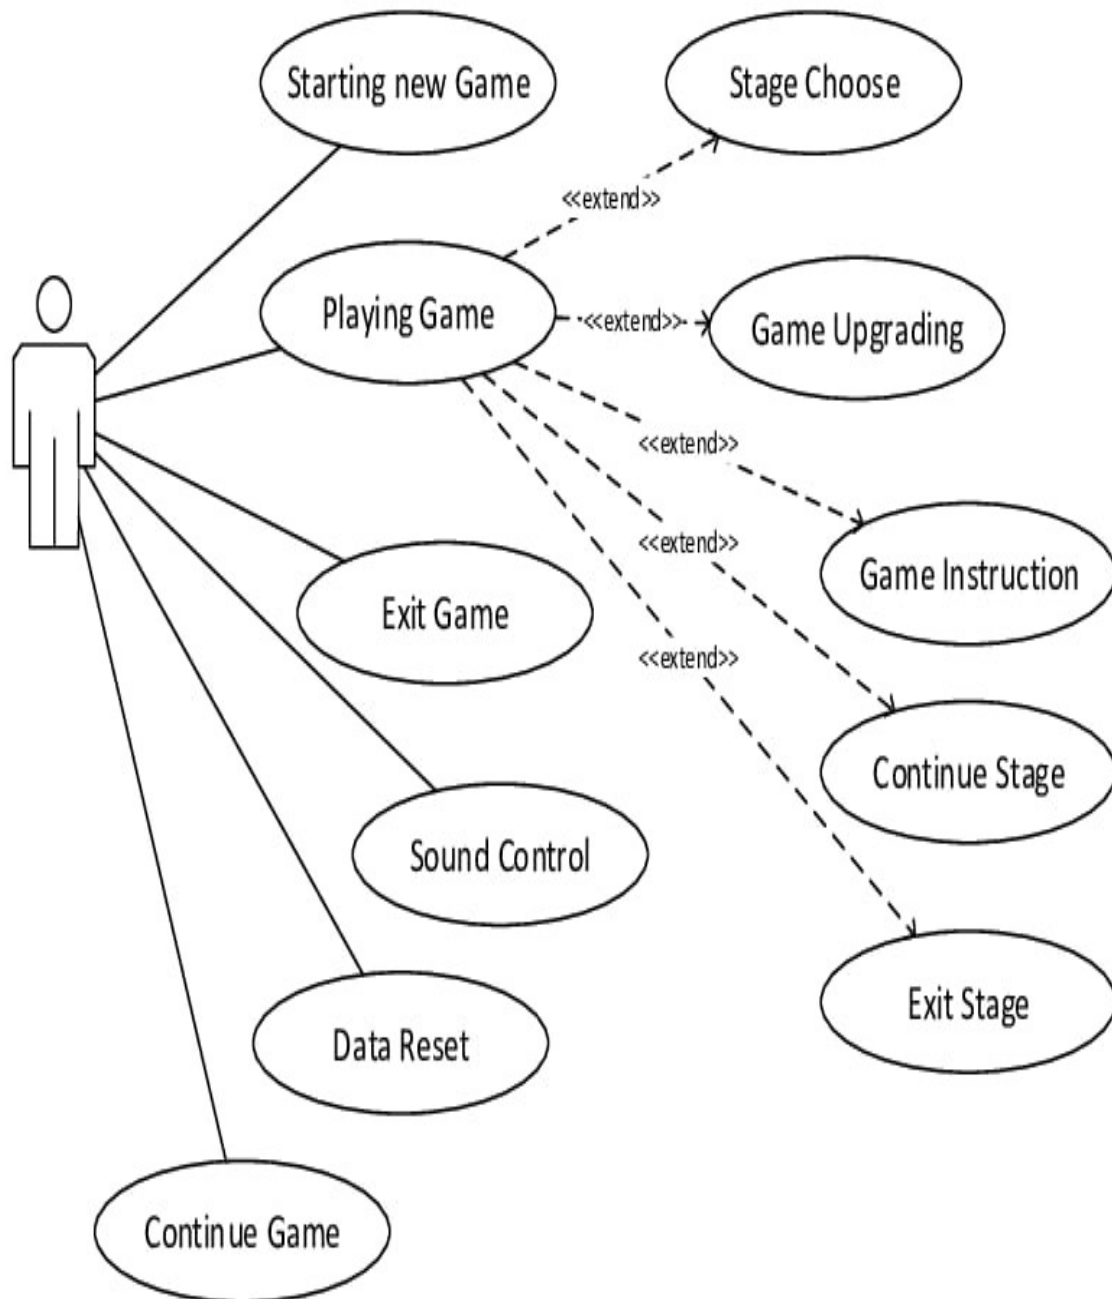 Starting new Game
Stage Choose
<<extend>>
Playing Game
<<extend>>
Game Upgrading
<<extend>>
<<extend>>
Game Instruction
Exit Game
<<extend>>
Continue Stage
Sound Control
Exit Stage
Data Reset
Continue Game